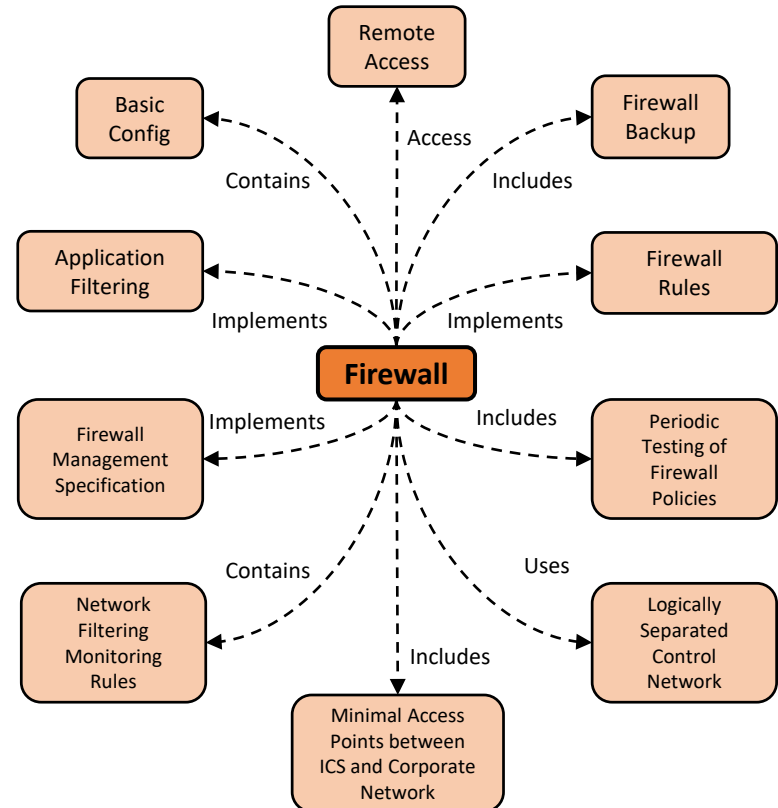 Remote
Access
Basic
Config
Firewall
Backup
Access
Contains
Includes
Application
Filtering
Firewall
Rules
Implements
Implements
Firewall
Implements
Includes
Firewall
Management
Specification
Periodic
Testing of
Firewall
Policies
Contains
Uses
Network
Filtering
Monitoring
Rules
Logically
Separated
Control
Network
Includes
Minimal Access
Points between
ICS and Corporate
Network